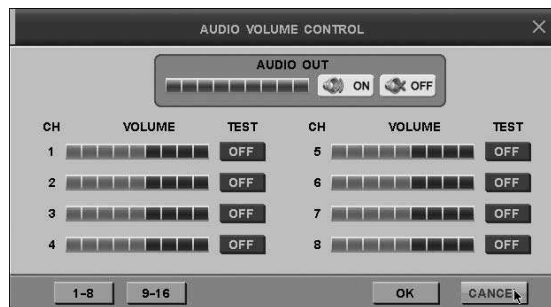 AUDIO VOLUME CONTROL
AUDIO OUT
ON OFF
CH VOLUME TEST CH VOLUME TEST
1 OFF 5 OFF
2 OFF 6 OFF
3 OFF 7 OFF
4 OFF 8 OFF
1-8 9-16 OK CANCEL